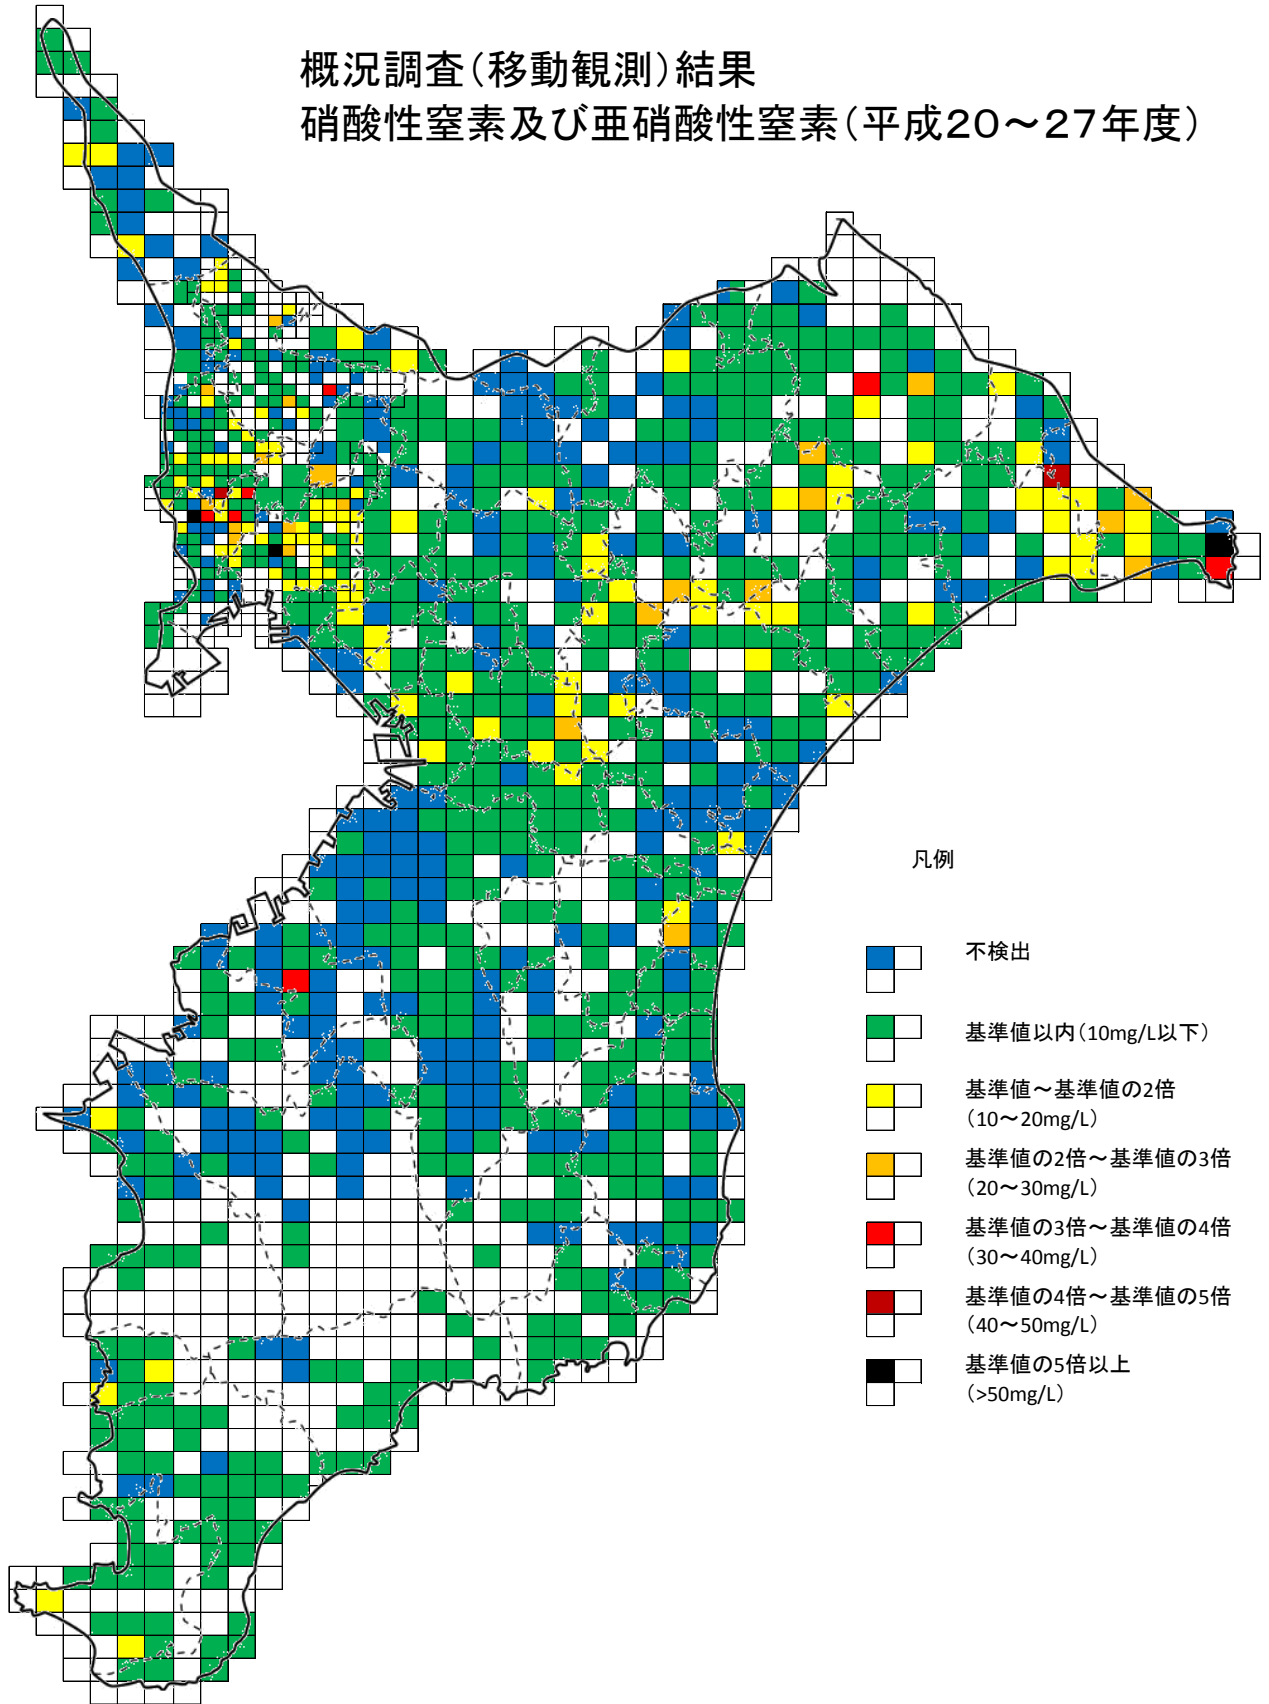 概況調査(移動観測)結果
硝酸性窒素及び亜硝酸性窒素(平成20～27年度)
凡例
不検出
基準値以内(10mg/L以下)
基準値～基準値の2倍
(10～20mg/L)
基準値の2倍～基準値の3倍
(20～30mg/L)
基準値の3倍～基準値の4倍
(30～40mg/L)
基準値の4倍～基準値の5倍
(40～50mg/L)
基準値の5倍以上
(>50mg/L)